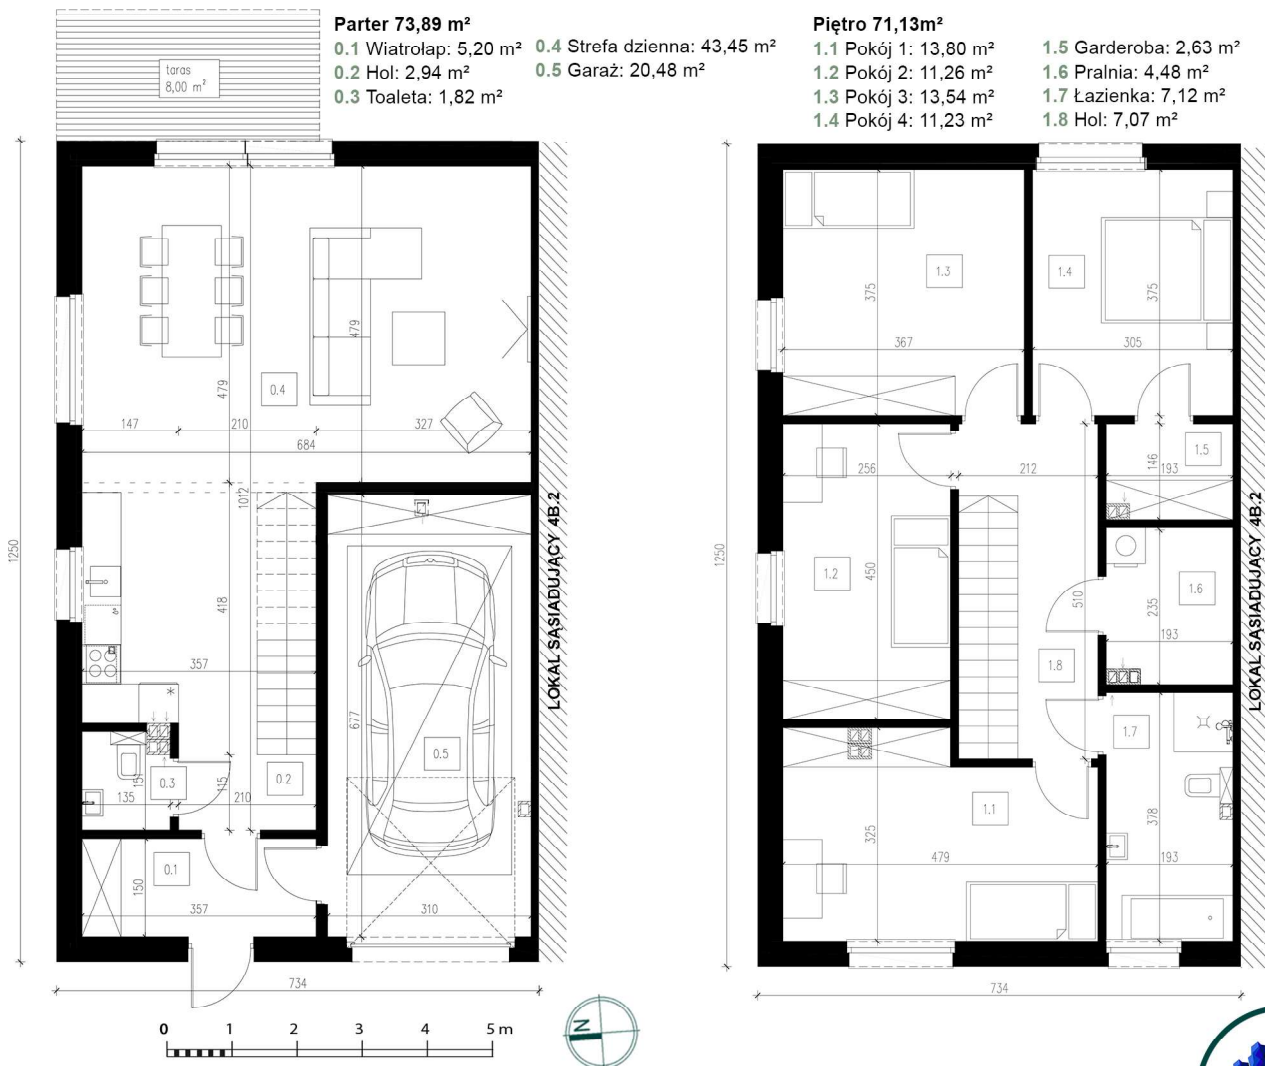 Parter 73,89 m²
0.1 Wiatrołap: 5,20 m²
0.2 Hol: 2,94 m²
0.3 Toaleta: 1,82 m²
0.4 Strefa dzienna: 43,45 m²
0.5 Garaż: 20,48 m²
Piętro 71,13m²
1.1 Pokój 1: 13,80 m²
1.2 Pokój 2: 11,26 m²
1.3 Pokój 3: 13,54 m²
1.4 Pokój 4: 11,23 m²
1.5 Garderoba: 2,63 m²
1.6 Pralnia: 4,48 m²
1.7 Łazienka: 7,12 m²
1.8 Hol: 7,07 m²
taras
8,00 m²
479
479
0.4
147
210
327
684
1012
1250
418
357
677
0.5
0.3
0.2
135
151
115
210
0.1
150
357
310
734
LOKAL SĄSIADUJĄCY 4B.2
0 1 2 3 4 5 m
N
1.3
1.4
375
375
367
305
256
212
146
193
1.5
1250
1.2
450
510
235
1.6
193
1.8
1.7
1.1
325
479
378
193
734
LOKAL SĄSIADUJĄCY 4B.2